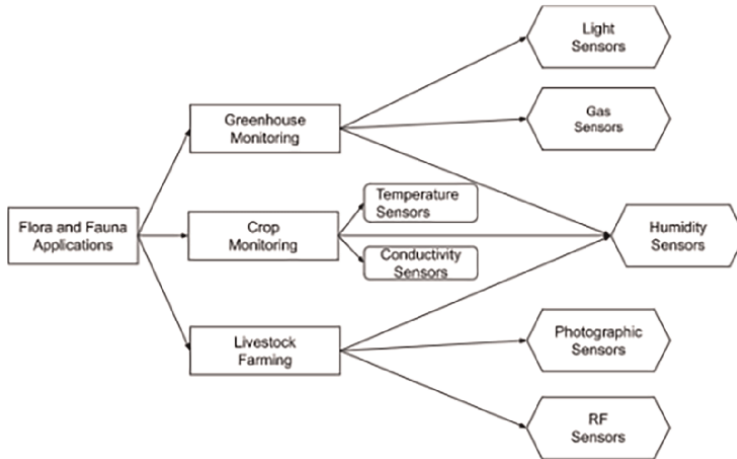 Light
Sensors
Greenhouse
Monitoring
Gas
Sensors
Flora and Fauna
Applications
Crop
Monitoring
Temperature
Sensors
Conductivity
Sensors
Humidity
Sensors
Livestock
Farming
Photographic
Sensors
RF
Sensors